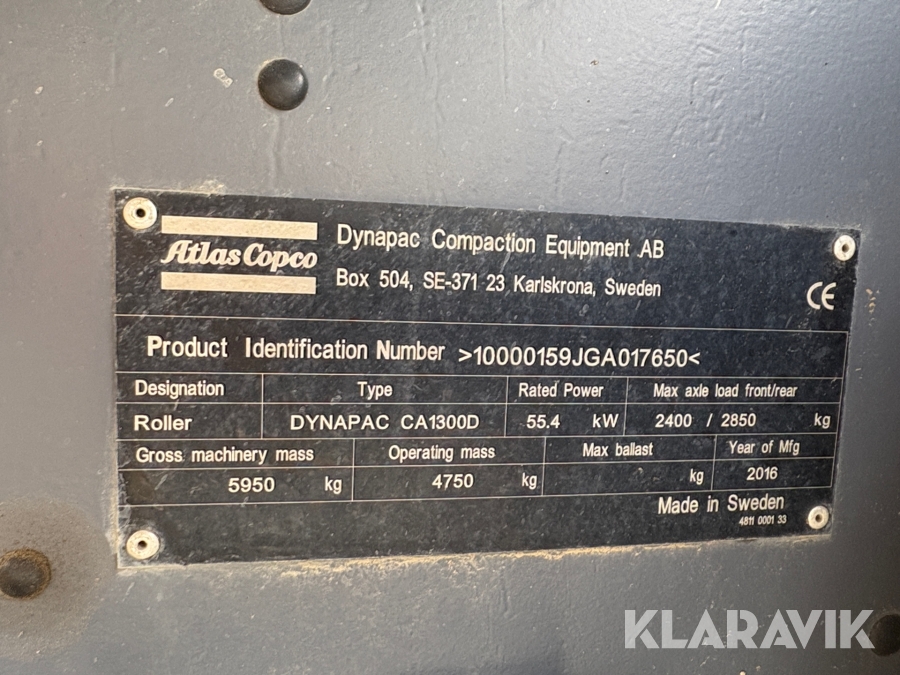 Atlas Copco
Dynapac Compaction Equipment AB
Box 504, SE-371 23 Karlskrona, Sweden
CE
Product Identification Number >10000159JGA017650<
Designation Type Rated Power Max axle load front/rear
Roller DYNAPAC CA1300D 55.4 kW 2400 / 2850 kg
Gross machinery mass Operating mass Max ballast Year of Mfg
5950 kg 4750 kg kg 2016
Made in Sweden
4811 0001 33
KLARAVIK